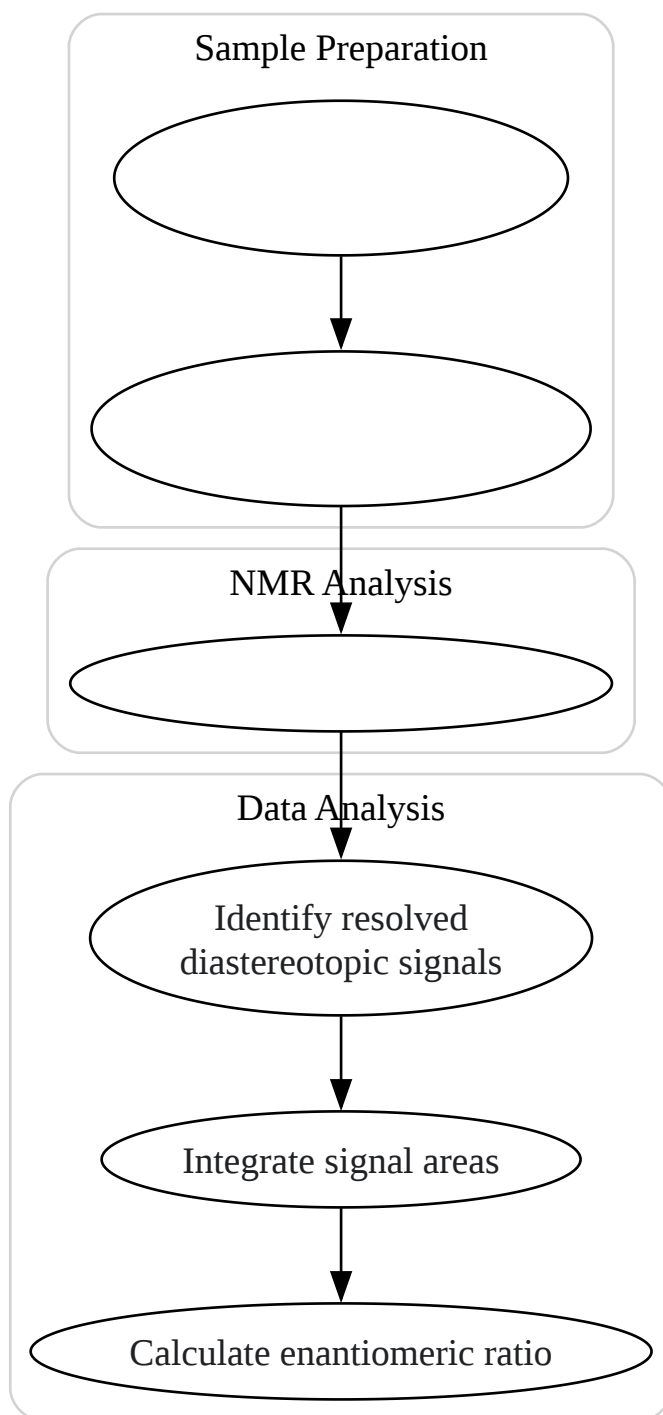 Sample Preparation
NMR Analysis
Data Analysis
Identify resolved
diastereotopic signals
Integrate signal areas
Calculate enantiomeric ratio